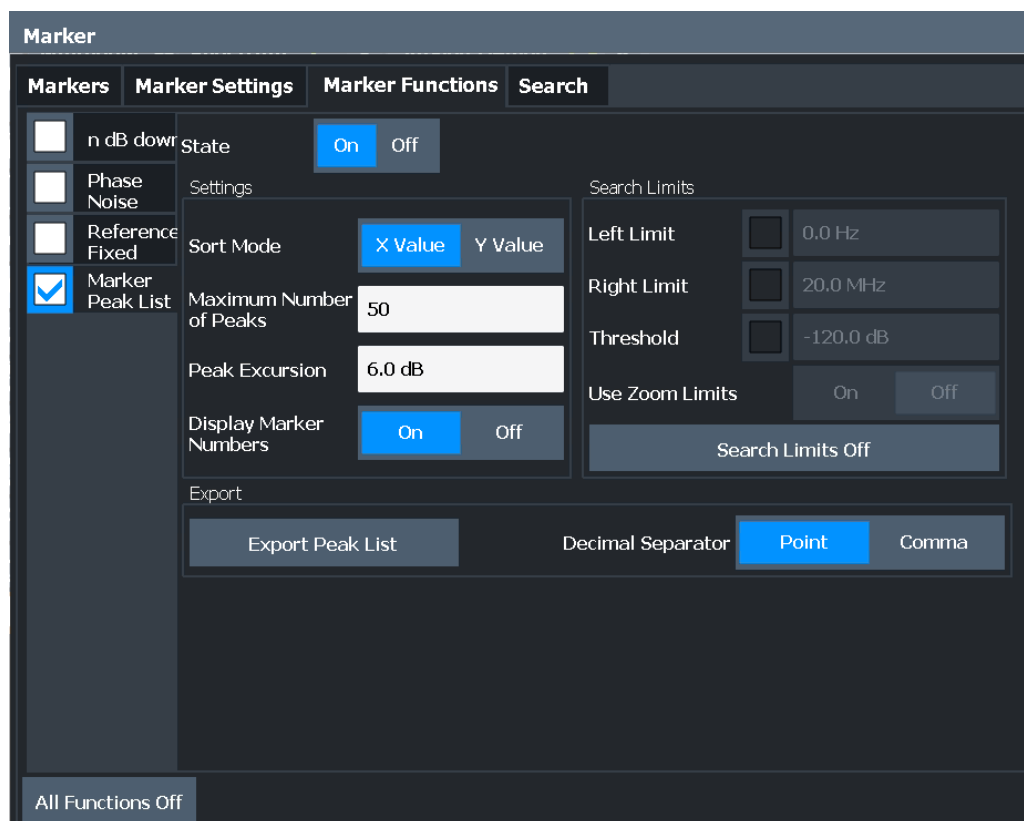 Marker
Markers Marker Settings Marker Functions Search
n dB down
Phase
Noise
Reference
Fixed
Marker
Peak List
State On Off
Settings
Sort Mode X Value Y Value
Maximum Number
of Peaks
50
Peak Excursion 6.0 dB
Display Marker
Numbers
On Off
Search Limits
Left Limit 0.0 Hz
Right Limit 20.0 MHz
Threshold -120.0 dB
Use Zoom Limits On Off
Search Limits Off
Export
Export Peak List Decimal Separator Point Comma
All Functions Off